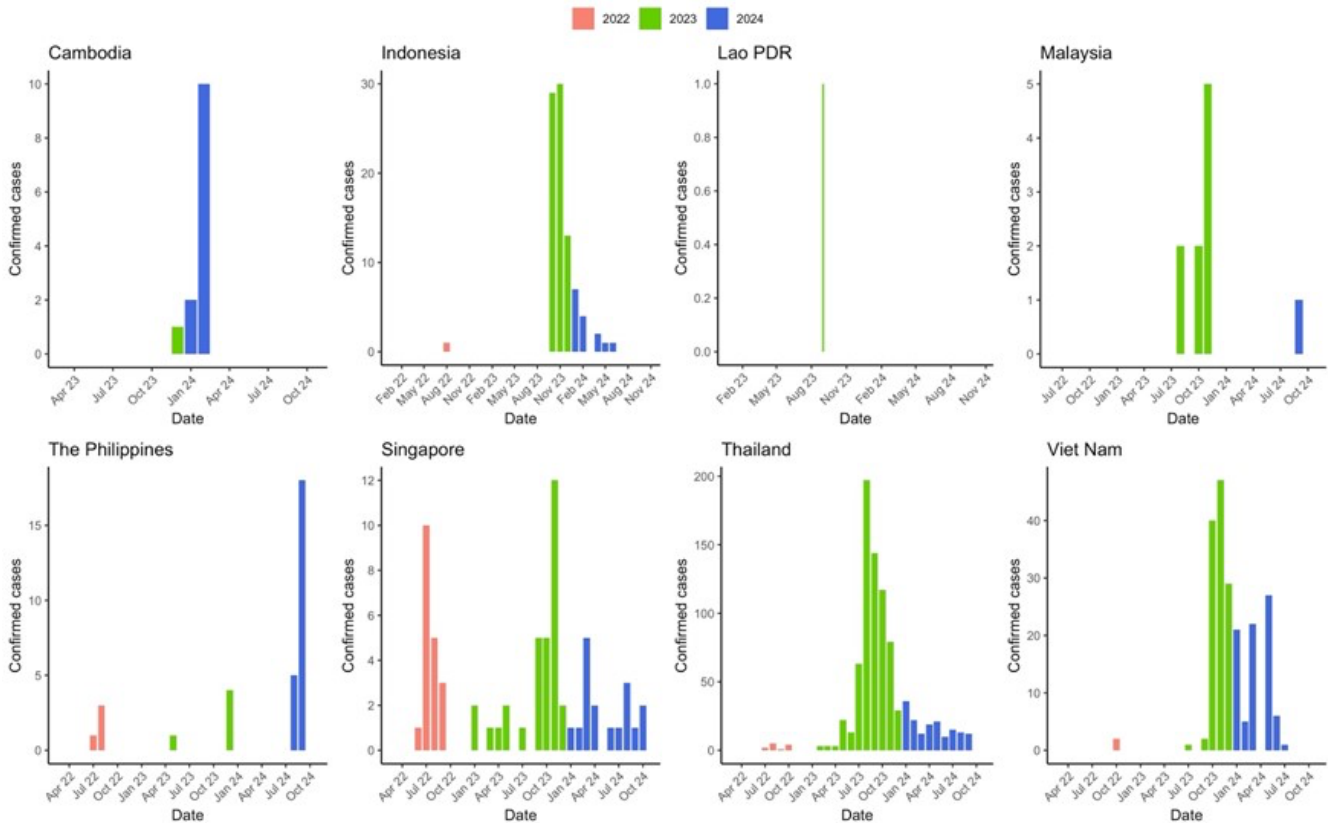 2022 2023 2024
Cambodia
Confirmed cases
10
8
6
4
2
0
Apr 23 Jul 23 Oct 23 Jan 24 Apr 24 Jul 24 Oct 24
Date
Indonesia
Confirmed cases
30
20
10
0
Feb 22 May 22 Aug 22 Nov 22 Feb 23 May 23 Aug 23 Nov 23 Feb 24 May 24 Aug 24 Nov 24
Date
Lao PDR
Confirmed cases
1.0
0.8
0.6
0.4
0.2
0.0
Feb 23 May 23 Aug 23 Nov 23 Feb 24 May 24 Aug 24 Nov 24
Date
Malaysia
Confirmed cases
5
4
3
2
1
0
Jul 22 Oct 22 Jan 23 Apr 23 Jul 23 Oct 23 Jan 24 Apr 24 Jul 24 Oct 24
Date
The Philippines
Confirmed cases
15
10
5
0
Apr 22 Jul 22 Oct 22 Jan 23 Apr 23 Jul 23 Oct 23 Jan 24 Apr 24 Jul 24 Oct 24
Date
Singapore
Confirmed cases
12
10
8
6
4
2
0
Apr 22 Jul 22 Oct 22 Jan 23 Apr 23 Jul 23 Oct 23 Jan 24 Apr 24 Jul 24 Oct 24
Date
Thailand
Confirmed cases
200
150
100
50
0
Apr 22 Jul 22 Oct 22 Jan 23 Apr 23 Jul 23 Oct 23 Jan 24 Apr 24 Jul 24 Oct 24
Date
Viet Nam
Confirmed cases
40
30
20
10
0
Apr 22 Jul 22 Oct 22 Jan 23 Apr 23 Jul 23 Oct 23 Jan 24 Apr 24 Jul 24 Oct 24
Date